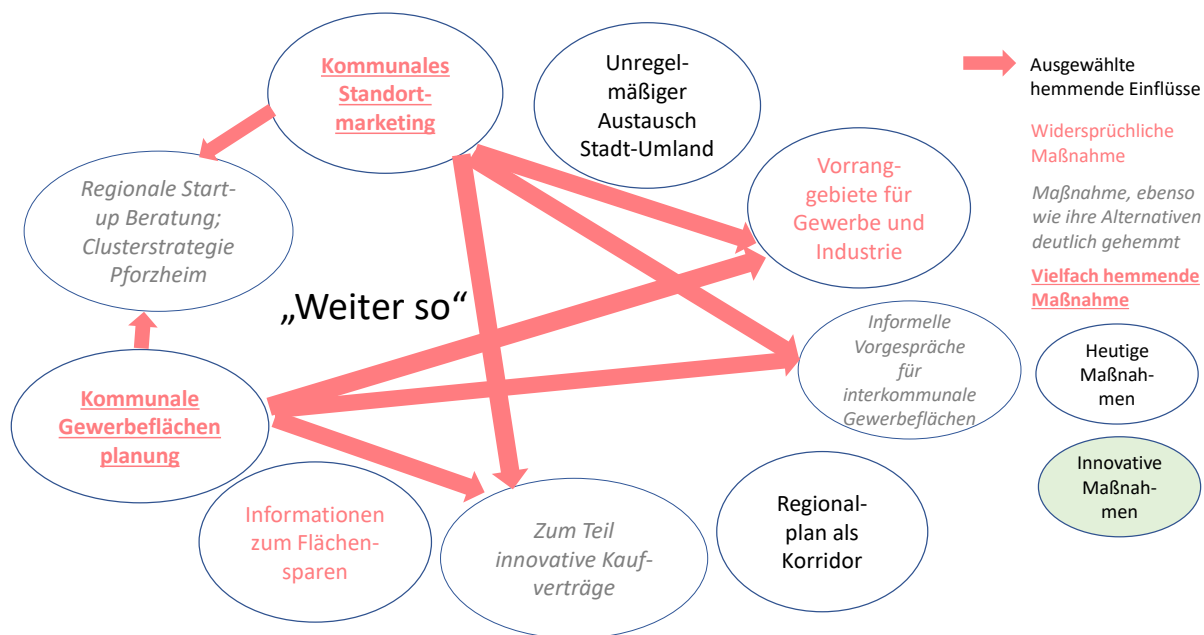 Kommunales
Standort-
marketing
Unregel-
mäßiger
Austausch
Stadt-Umland
Vorrang-
gebiete für
Gewerbe und
Industrie
Regionale Start-
up Beratung;
Clusterstrategie
Pforzheim
„Weiter so“
Informelle
Vorgespräche
für
interkommunale
Gewerbeflächen
Kommunale
Gewerbeflächen
planung
Informationen
zum Flächen-
sparen
Zum Teil
innovative Kauf-
verträge
Regional-
plan als
Korridor
Ausgewählte
hemmende Einflüsse
Widersprüchliche
Maßnahme
Maßnahme, ebenso
wie ihre Alternativen
deutlich gehemmt
Vielfach hemmende
Maßnahme
Heutige
Maßnah-
men
Innovative
Maßnah-
men